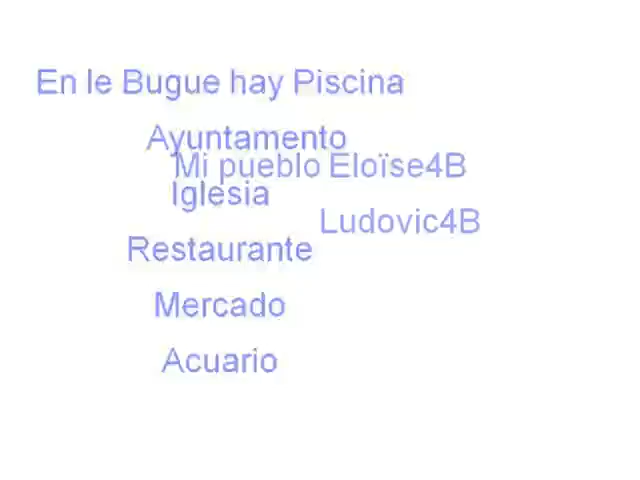 En le Bugue hay Piscina
Ayuntamento
Mi pueblo Eloïse4B
Iglesia
Ludovic4B
Restaurante
Mercado
Acuario